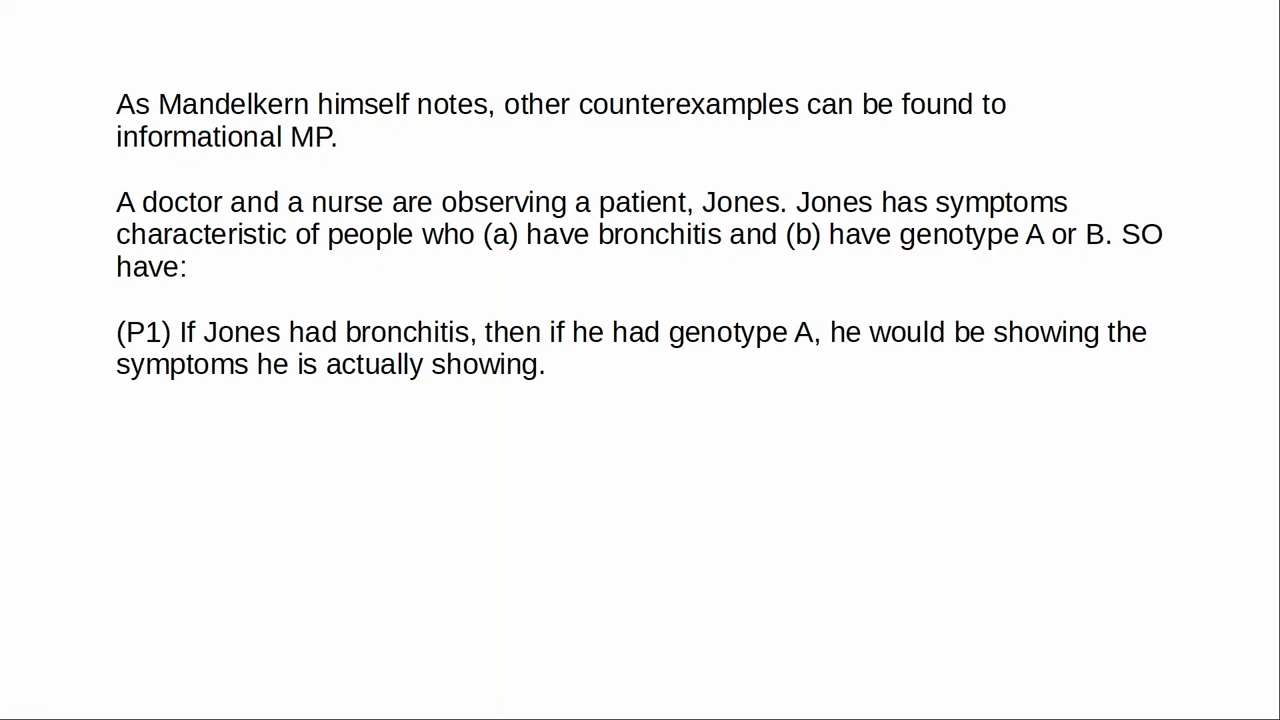 As Mandelkern himself notes, other counterexamples can be found to
informational MP.
A doctor and a nurse are observing a patient, Jones. Jones has symptoms
characteristic of people who (a) have bronchitis and (b) have genotype A or B. SO
have:
(P1) If Jones had bronchitis, then if he had genotype A, he would be showing the
symptoms he is actually showing.